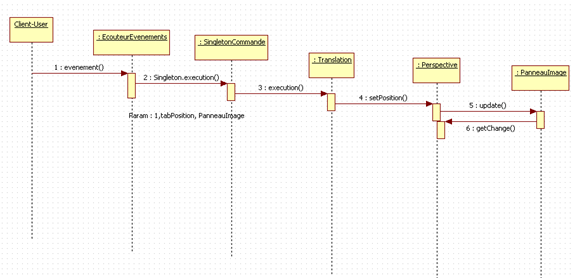 Client-User
: EcouteurEvenements
: SingletonCommande
: Translation
: Perspective
: PanneauImage
1 : evenement()
2 : Singleton.execution()
3 : execution()
4 : setPosition()
5 : update()
6 : getChange()
Param : 1,tabPosition, PanneauImage